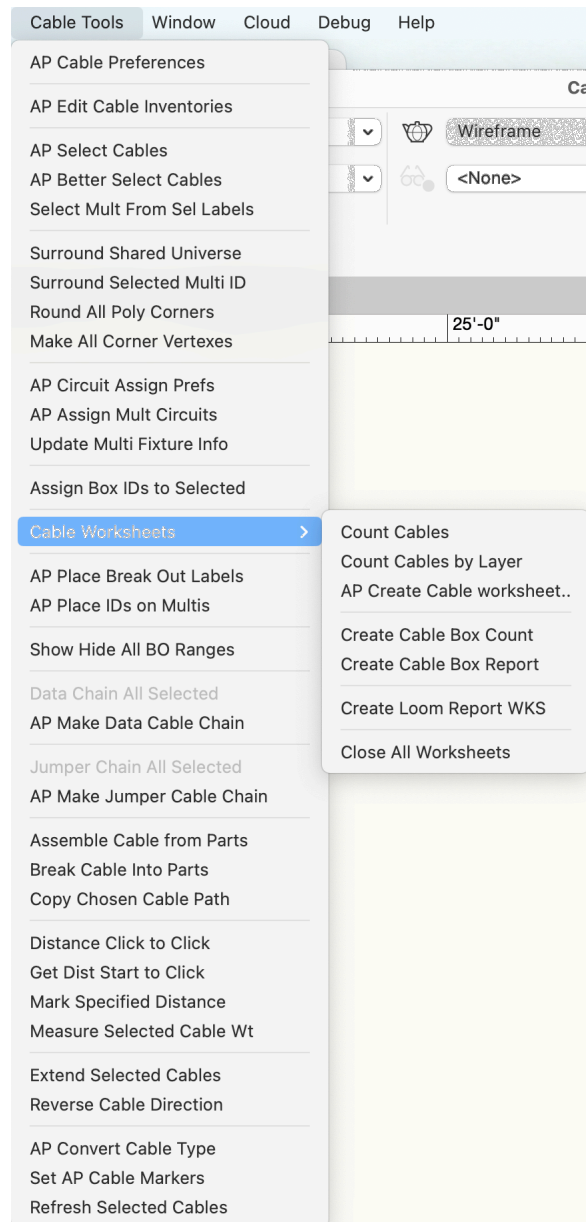 Cable Tools Window Cloud Debug Help
AP Cable Preferences
Ca
AP Edit Cable Inventories
Wireframe
AP Select Cables
AP Better Select Cables
<None>
Select Mult From Sel Labels
Surround Shared Universe
Surround Selected Multi ID
Round All Poly Corners
25'-0"
Make All Corner Vertexes
AP Circuit Assign Prefs
AP Assign Mult Circuits
Update Multi Fixture Info
Assign Box IDs to Selected
Cable Worksheets
Count Cables
Count Cables by Layer
AP Create Cable worksheet..
Create Cable Box Count
Create Cable Box Report
Create Loom Report WKS
Close All Worksheets
AP Place Break Out Labels
AP Place IDs on Multis
Show Hide All BO Ranges
Data Chain All Selected
AP Make Data Cable Chain
Jumper Chain All Selected
AP Make Jumper Cable Chain
Assemble Cable from Parts
Break Cable Into Parts
Copy Chosen Cable Path
Distance Click to Click
Get Dist Start to Click
Mark Specified Distance
Measure Selected Cable Wt
Extend Selected Cables
Reverse Cable Direction
AP Convert Cable Type
Set AP Cable Markers
Refresh Selected Cables